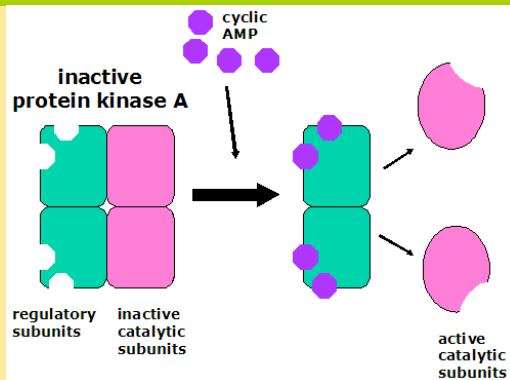 cyclic
AMP
inactive
protein kinase A
regulatory
subunits
inactive
catalytic
subunits
active
catalytic
subunits